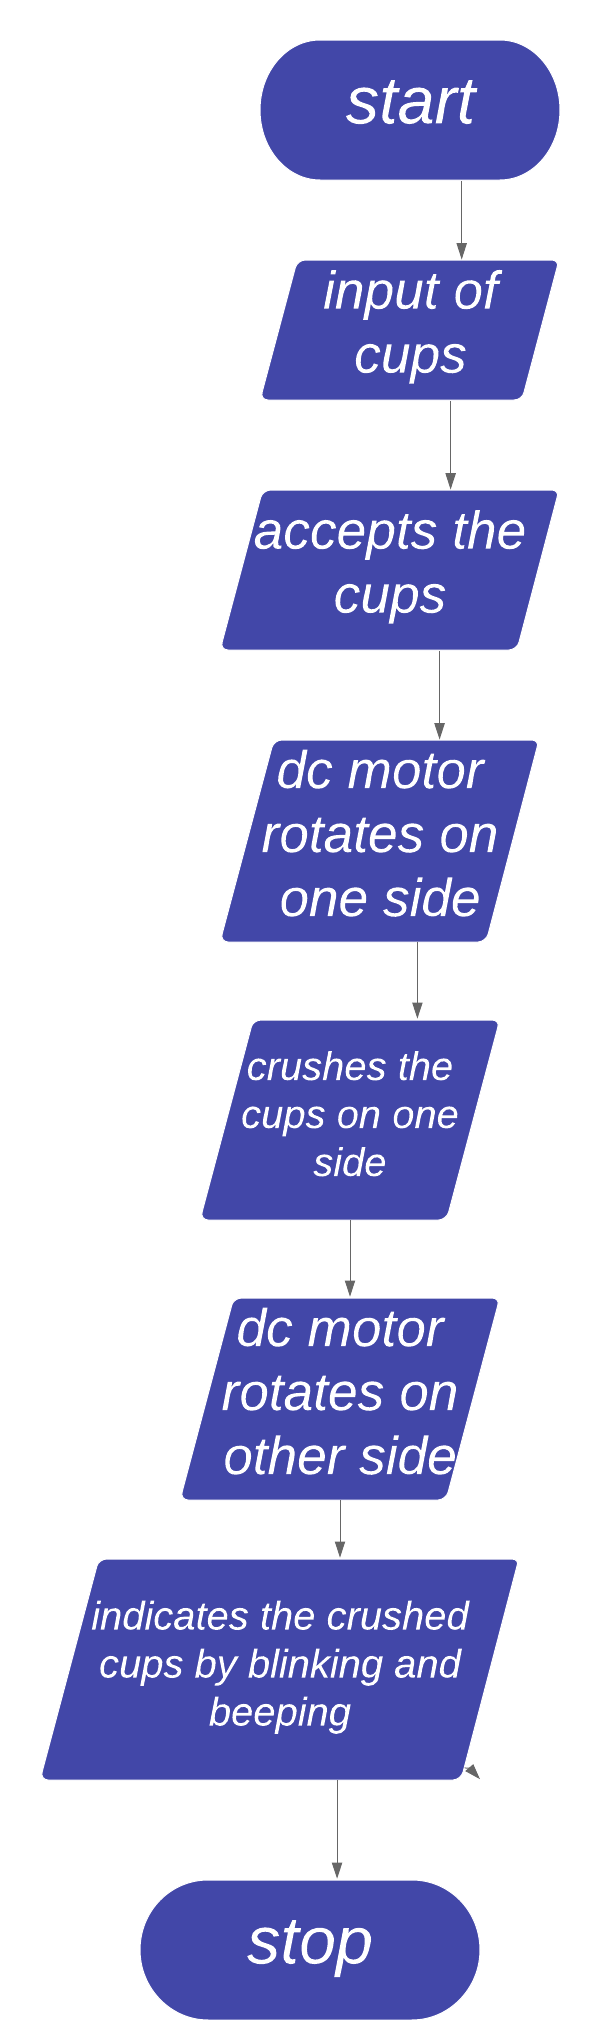 start
input of
cups
accepts the
cups
dc motor
rotates on
one side
crushes the
cups on one
side
dc motor
rotates on
other side
indicates the crushed
cups by blinking and
beeping
stop